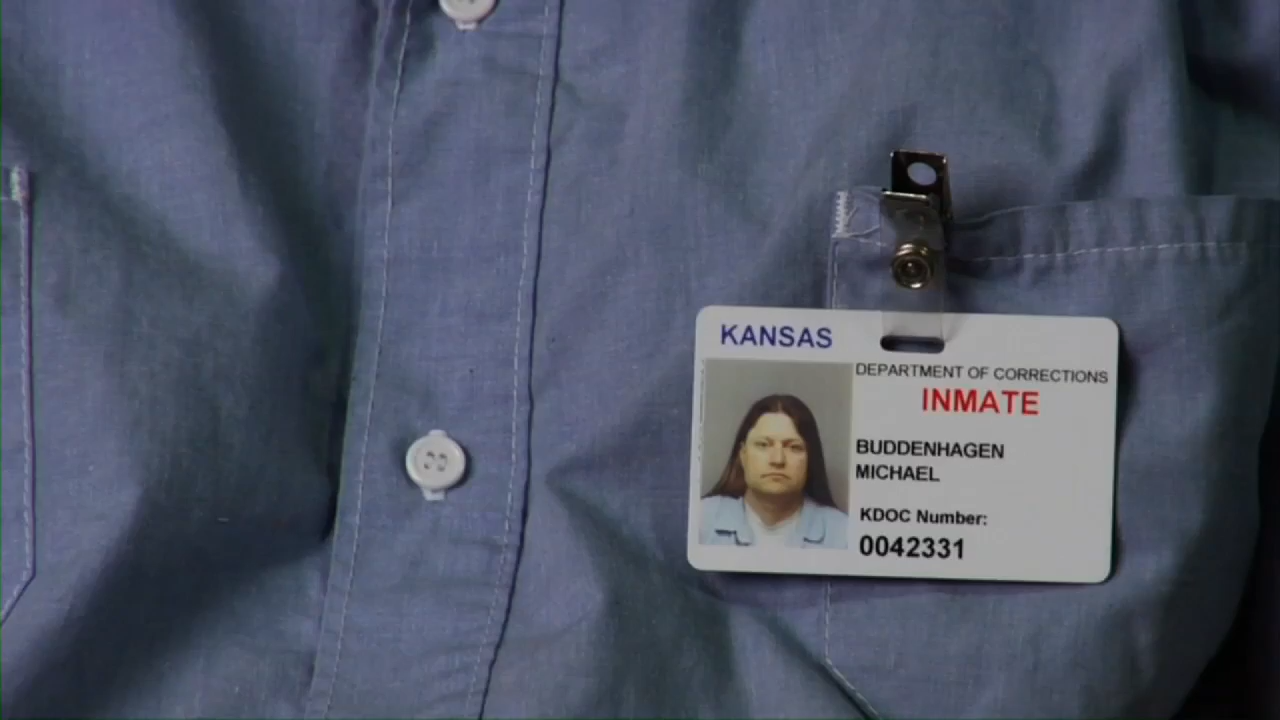 KANSAS
DEPARTMENT OF CORRECTIONS
INMATE
BUDDENHAGEN
MICHAEL
KDOC Number:
0042331